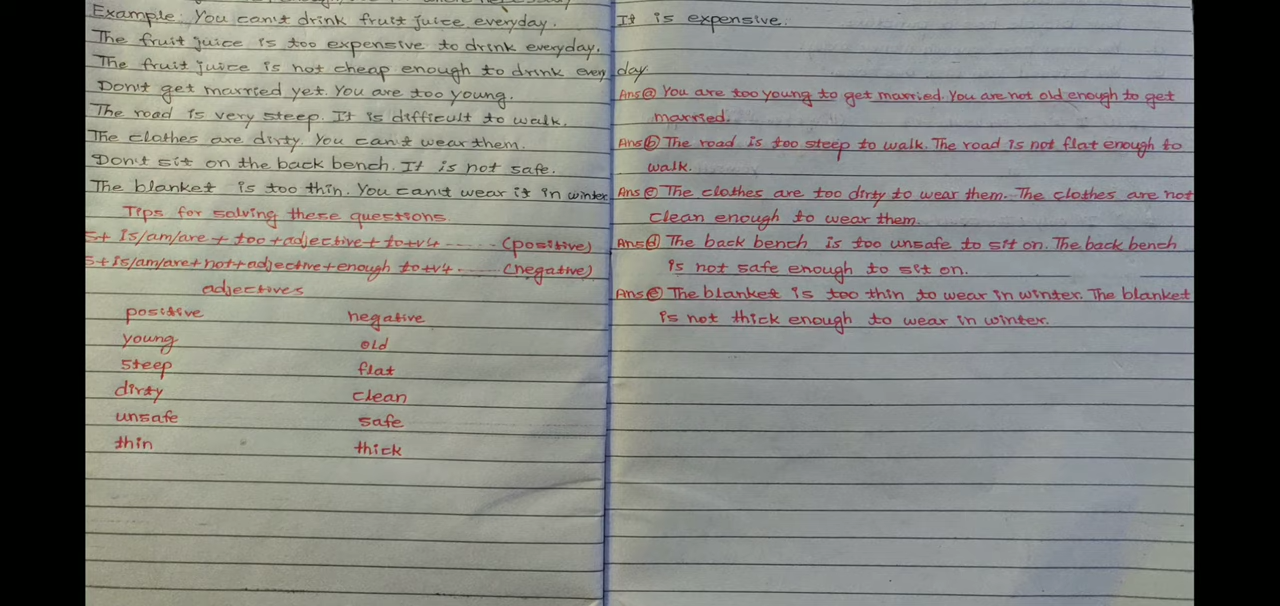 Example: You can't drink fruit juice everyday. It is expensive.
The fruit juice is too expensive to drink everyday.
The fruit juice is not cheap enough to drink every day.
Don't get married yet. You are too young.
The road is very steep. It is difficult to walk.
The clothes are dirty. You can't wear them.
Don't sit on the back bench. It is not safe.
The blanket is too thin. You can't wear it in winter
Tips for solving these questions
S+ Is/am/are + too+adjective+ to+v4 ...... (positive)
S+is/am/are+not+adjective+enough to+v4 ...... (negative)
adjectives
positive negative
young old
steep flat
dirty clean
unsafe safe
thin thick
Ans ⓐ You are too young to get married. You are not old enough to get
married.
Ans ⓑ The road is too steep to walk. The road is not flat enough to
walk.
Ans ⓒ The clothes are too dirty to wear them. The clothes are not
clean enough to wear them.
Ans ⓓ The back bench is too unsafe to sit on. The back bench
is not safe enough to sit on.
Ans ⓔ The blanket is too thin to wear in winter. The blanket
is not thick enough to wear in winter.